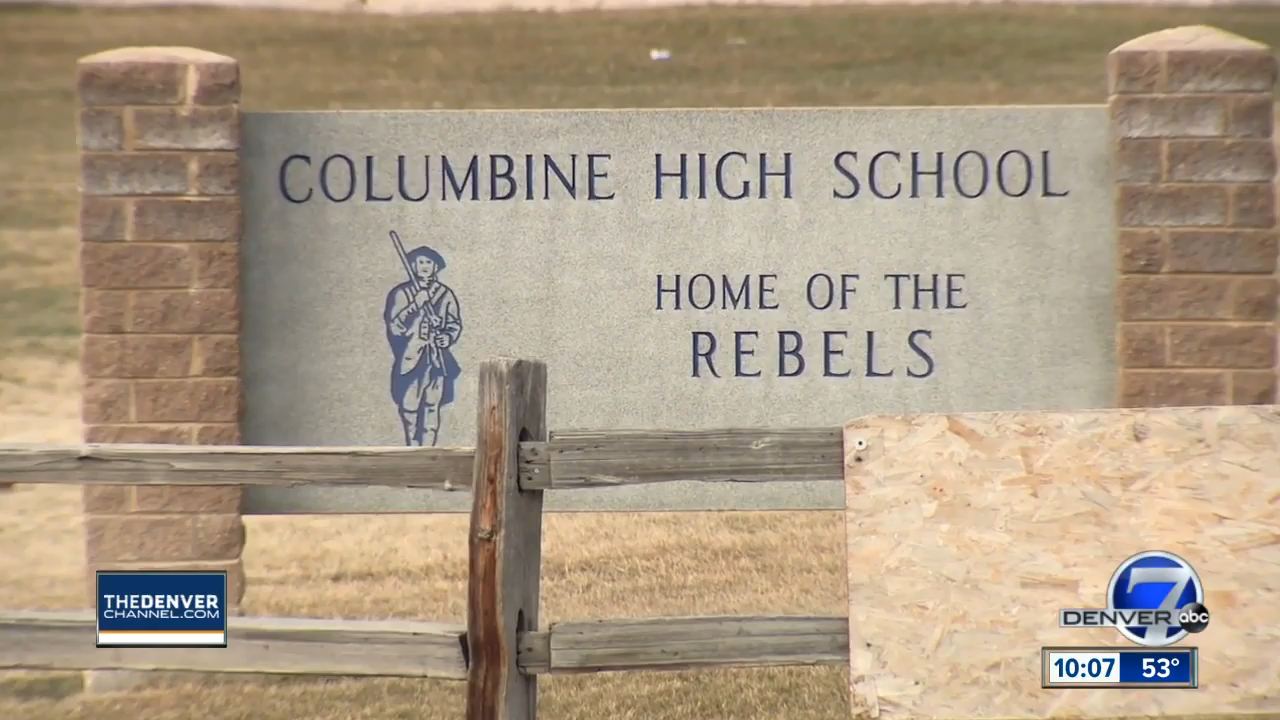 COLUMBINE HIGH SCHOOL
HOME OF THE
REBELS
THEDENVER
CHANNEL.COM
7
DENVER abc
10:07 53°